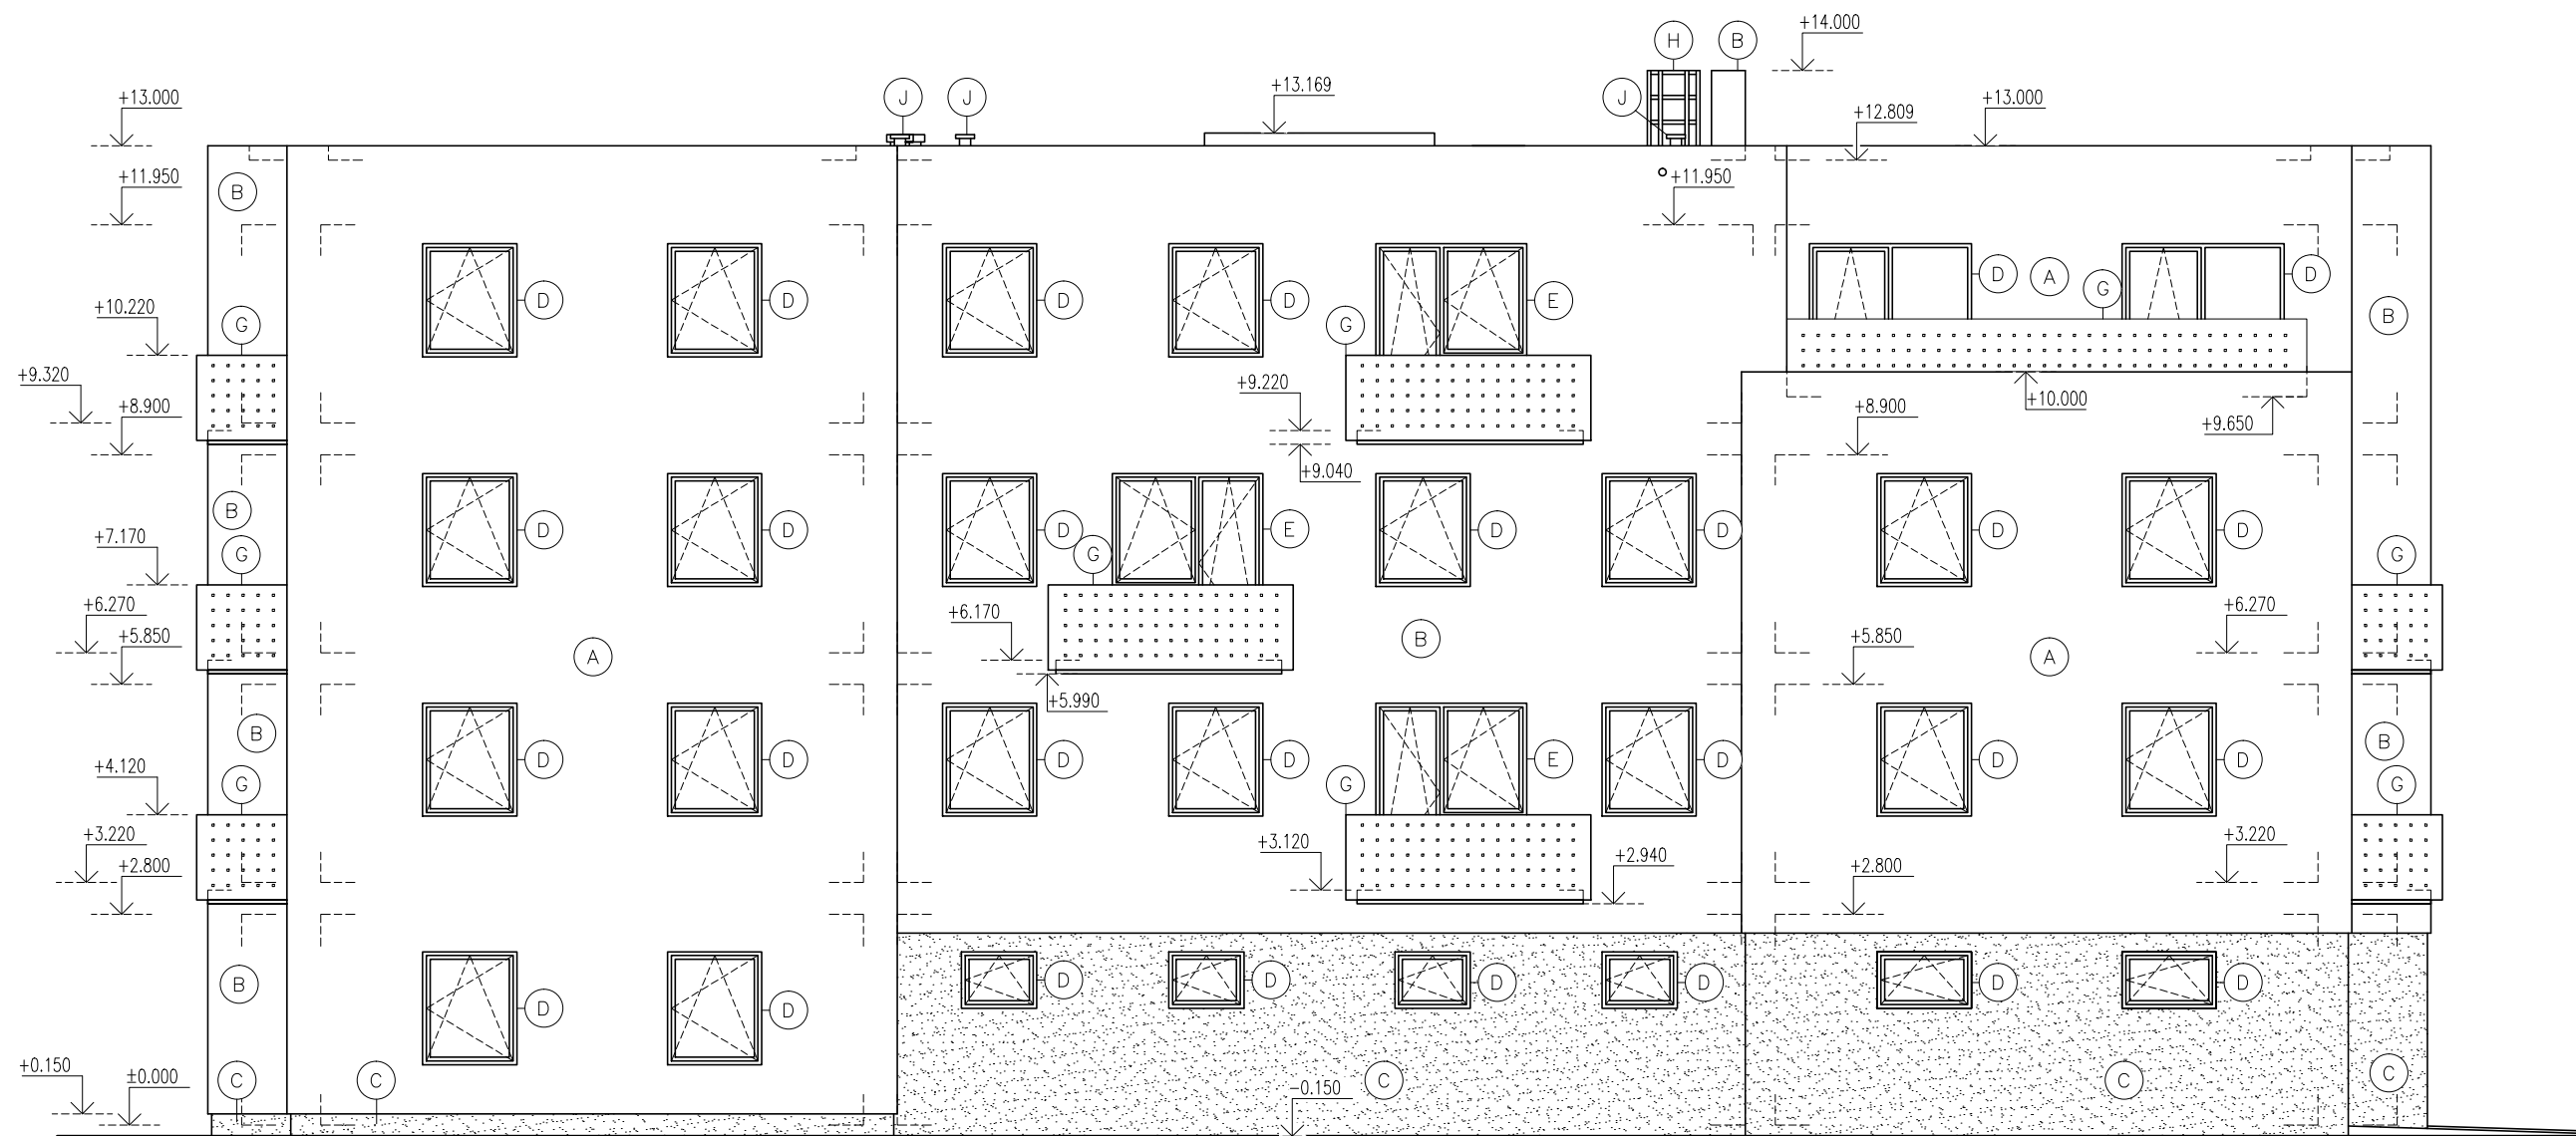 +14.000
H
B
+13.169
+13.000
J
J
J
+12.809
+13.000
+11.950
B
+11.950
D
A
G
D
+10.220
G
D
D
D
D
G
E
B
+9.320
+9.220
+10.000
+8.900
+8.900
+9.650
+9.040
B
D
D
D
E
D
D
D
D
+7.170
G
G
G
+6.270
+6.170
+6.270
+5.850
+5.850
A
B
A
+5.990
B
B
D
D
D
D
E
D
D
D
+4.120
G
G
G
+3.220
+3.120
+2.940
+3.220
+2.800
+2.800
B
D
D
D
D
D
D
D
D
+0.150
±0.000
C
C
-0.150
C
C
C